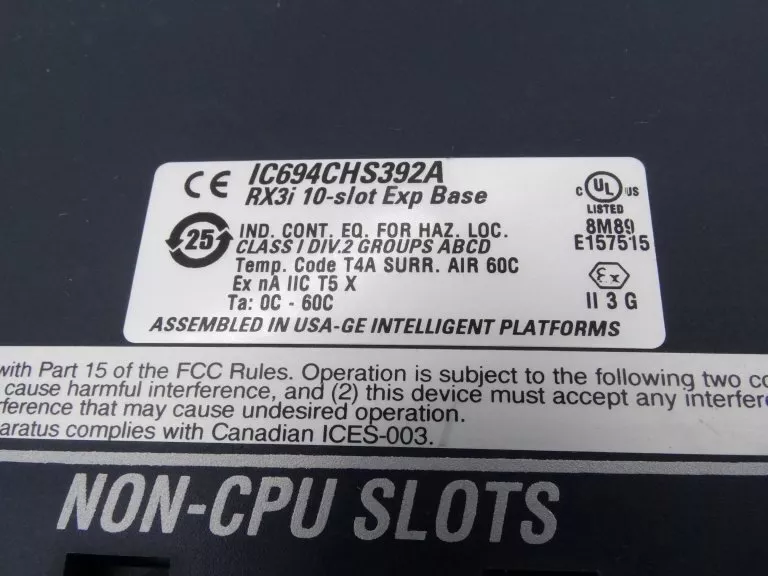 CE IC694CHS392A
RX3i 10-slot Exp Base
25
IND. CONT. EQ. FOR HAZ. LOC.
CLASS I DIV.2 GROUPS ABCD
Temp. Code T4A SURR. AIR 60C
Ex nA IIC T5 X
Ta: 0C - 60C
C UL US
LISTED
8M89
E157515
Ex
II 3 G
ASSEMBLED IN USA-GE INTELLIGENT PLATFORMS
with Part 15 of the FCC Rules. Operation is subject to the following two
cause harmful interference, and (2) this device must accept any
that may cause undesired operation.
complies with Canadian ICES-003.
NON-CPU SLOTS